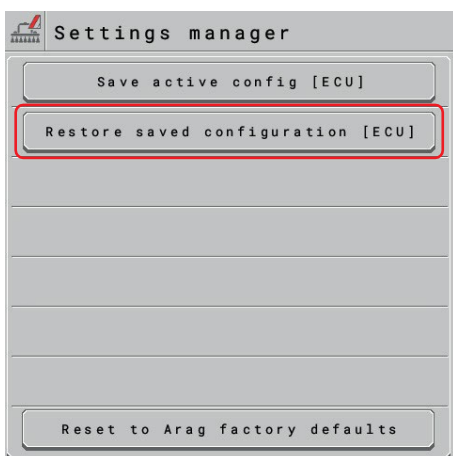 Settings manager
Save active config [ECU]
Restore saved configuration [ECU]
Reset to Arag factory defaults